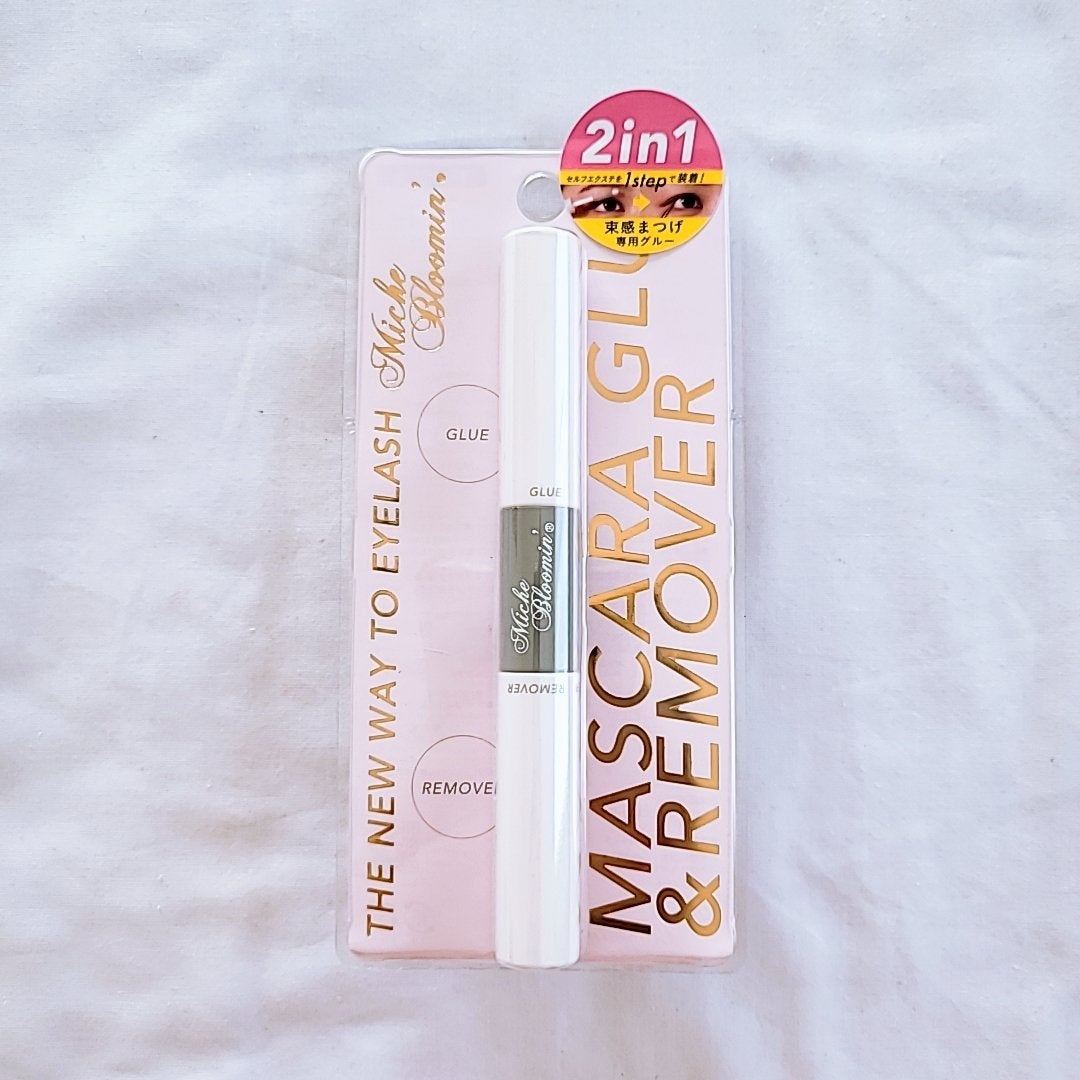 2in1
セルフエクステを1stepで装着!
束感まつげ
専用グルー
THE NEW WAY TO EYELASH
Miche
Bloomin',
GLUE
REMOVER
GLUE
Miche
Bloomin'®
REMOVER
MASCARA GLUE
& REMOVER